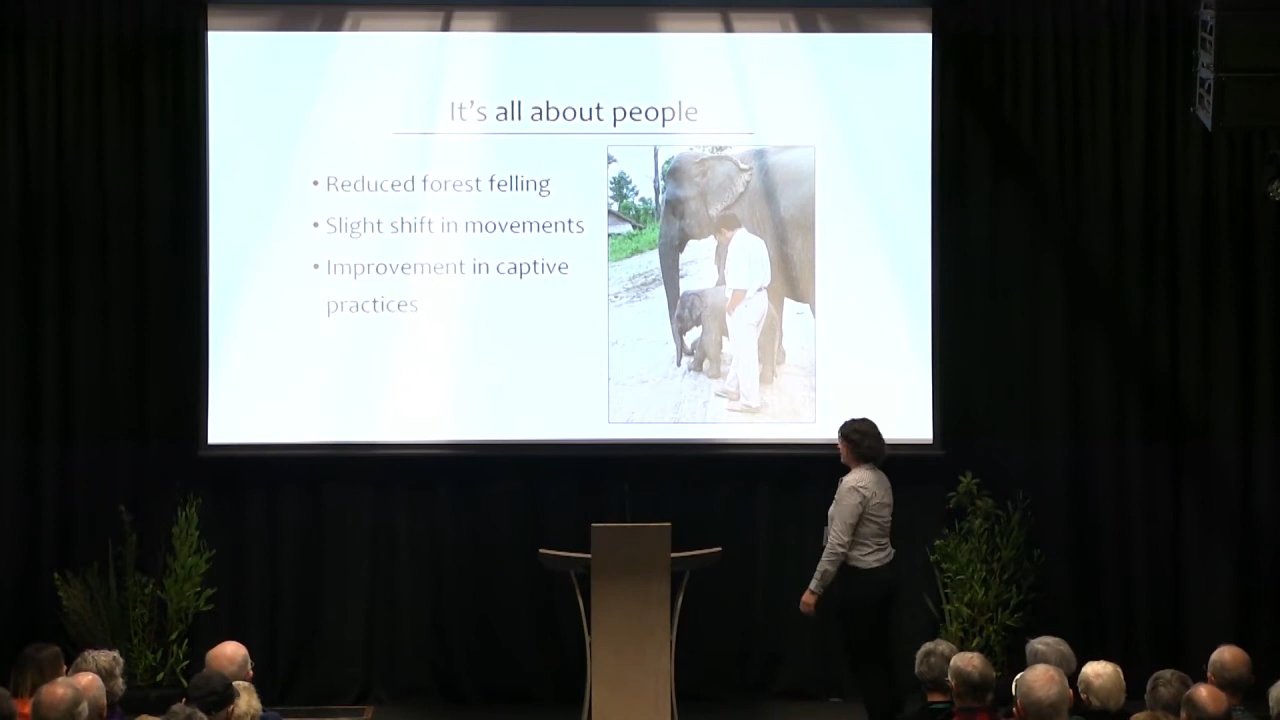 It's all about people
• Reduced forest felling
• Slight shift in movements
• Improvement in captive
practices